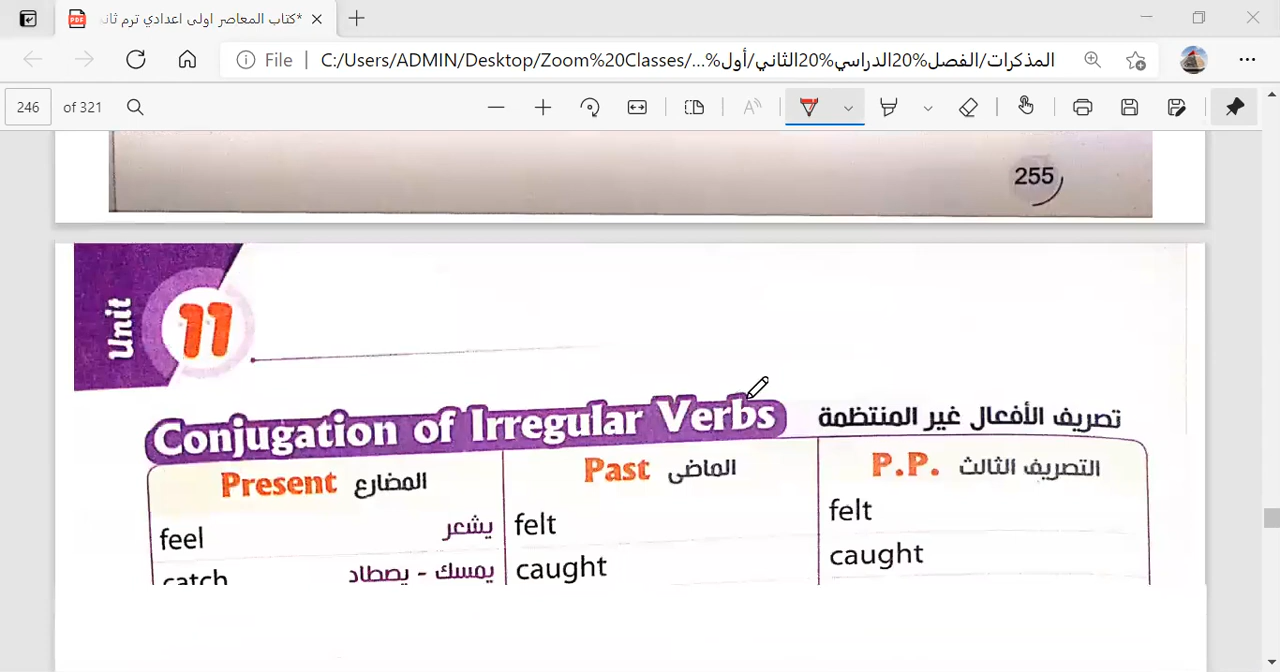 *كتاب المعاصر اولى اعدادي ترم ثان
File
C:/Users/ADMIN/Desktop/Zoom%20Classes/...%المذكرات/الفصل%20الدراسي%20الثاني/أول20
246 of 321
255
Unit 11
Conjugation of Irregular Verbs تصريف الأفعال غير المنتظمة
Present المضارع Past الماضى P.P. التصريف الثالث
feel يشعر felt felt
catch يمسك - يصطاد caught caught